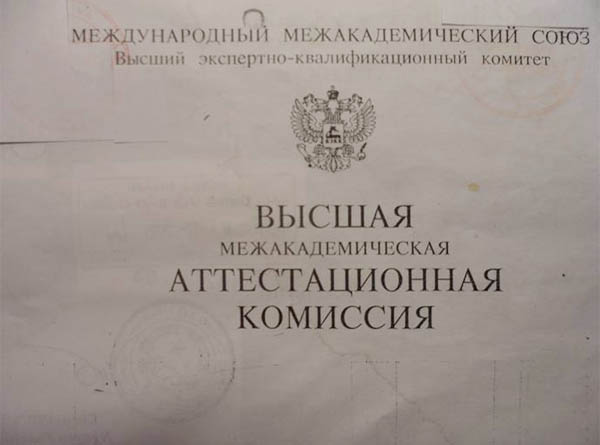 МЕЖДУНАРОДНЫЙ МЕЖАКАДЕМИЧЕСКИЙ СОЮЗ
Высший экспертно-квалификационный комитет
ВЫСШАЯ
МЕЖАКАДЕМИЧЕСКАЯ
АТТЕСТАЦИОННАЯ
КОМИССИЯ